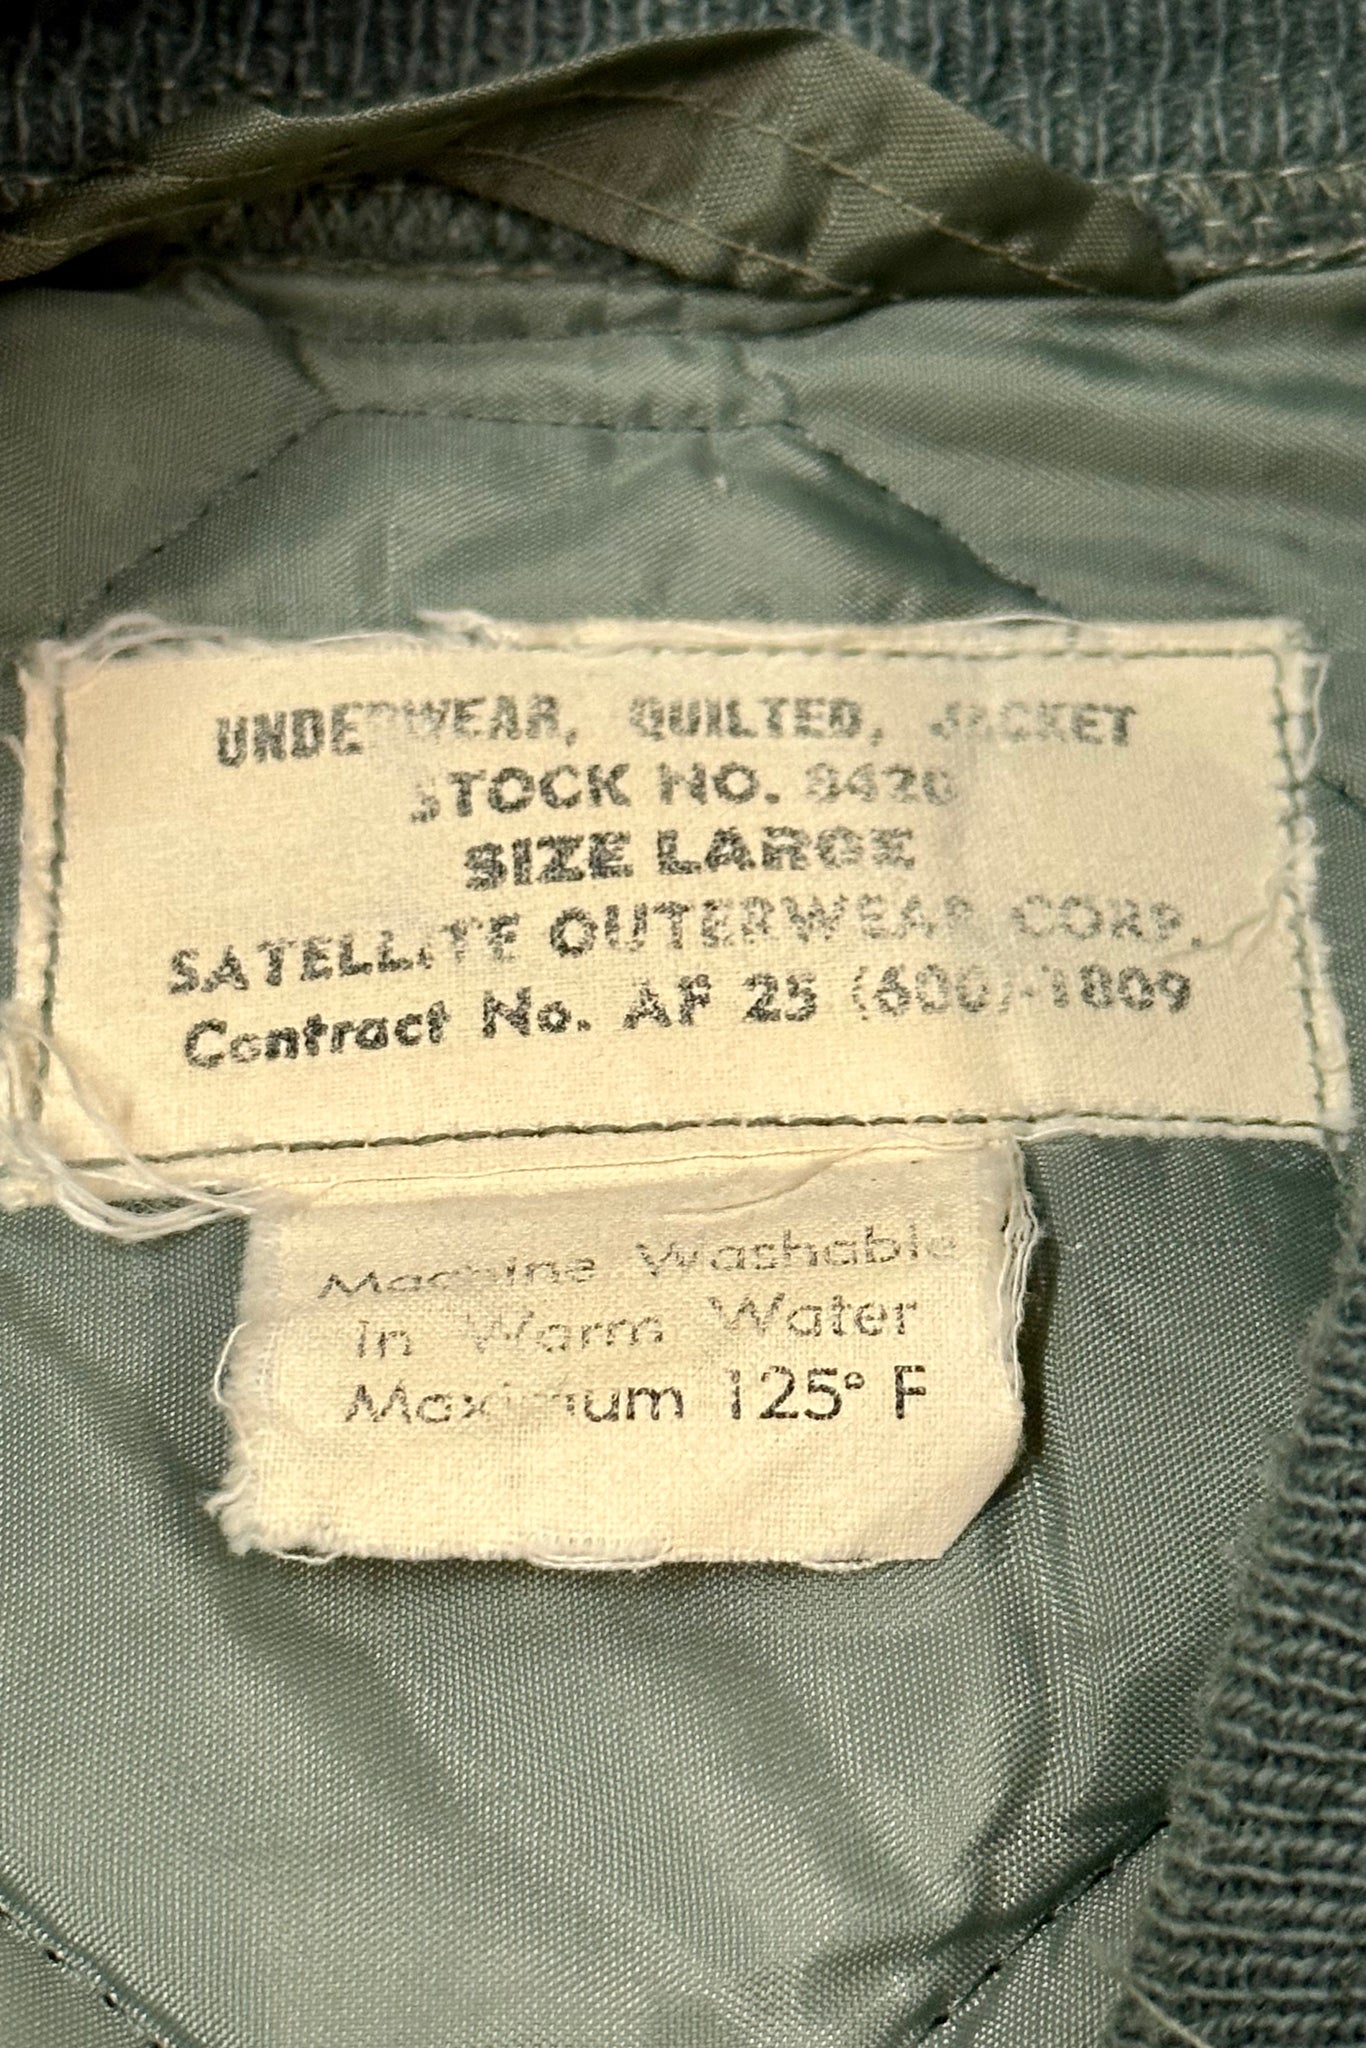 UNDERWEAR, QUILTED, JACKET
STOCK NO. 8420
SIZE LARGE
SATELLITE OUTERWEAR CORP.
Contract No. AF 25 (600)-1809
Machine Washable
In Warm Water
Maximum 125° F